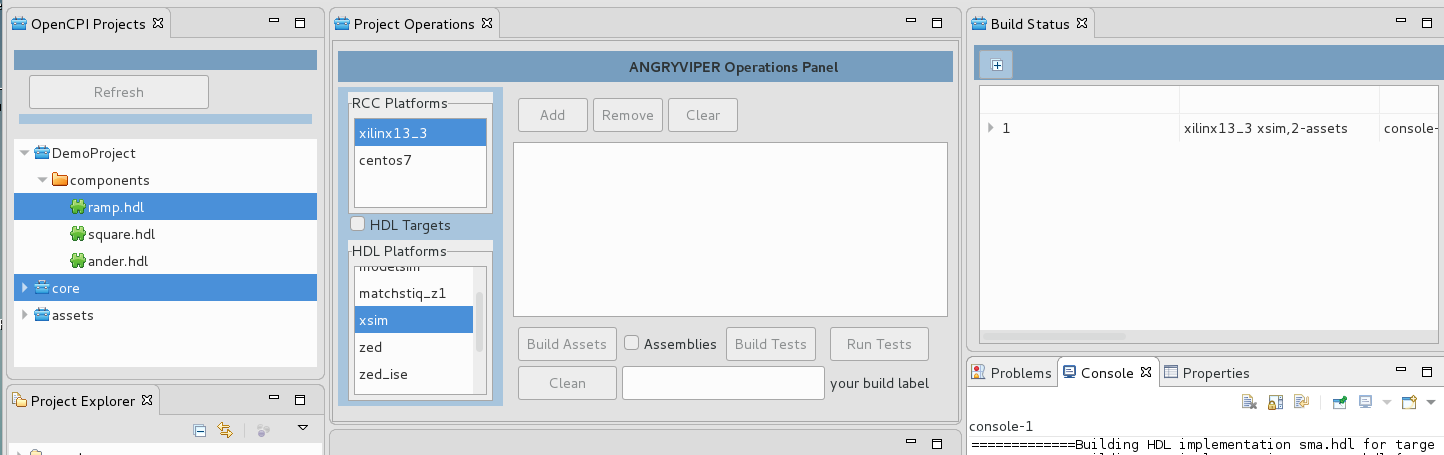 OpenCPI Projects
Refresh
DemoProject
components
ramp.hdl
square.hdl
ander.hdl
core
assets
Project Explorer
Project Operations
ANGRYVIPER Operations Panel
RCC Platforms
xilinx13_3
centos7
HDL Targets
HDL Platforms
modelsim
matchstiq_z1
xsim
zed
zed_ise
Add Remove Clear
Build Assets Assemblies Build Tests Run Tests
Clean your build label
Build Status
1 xilinx13_3 xsim,2-assets console-
Problems Console Properties
console-1
=============Building HDL implementation sma.hdl for targe